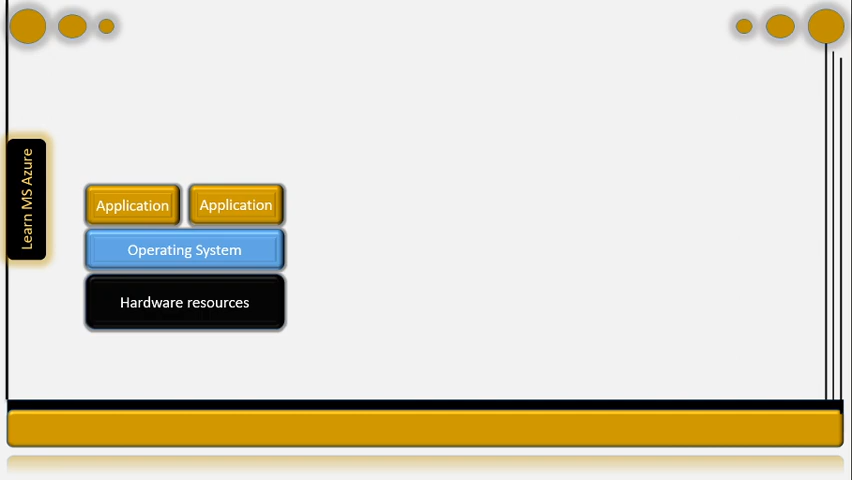 Learn MS Azure
Application
Application
Operating System
Hardware resources